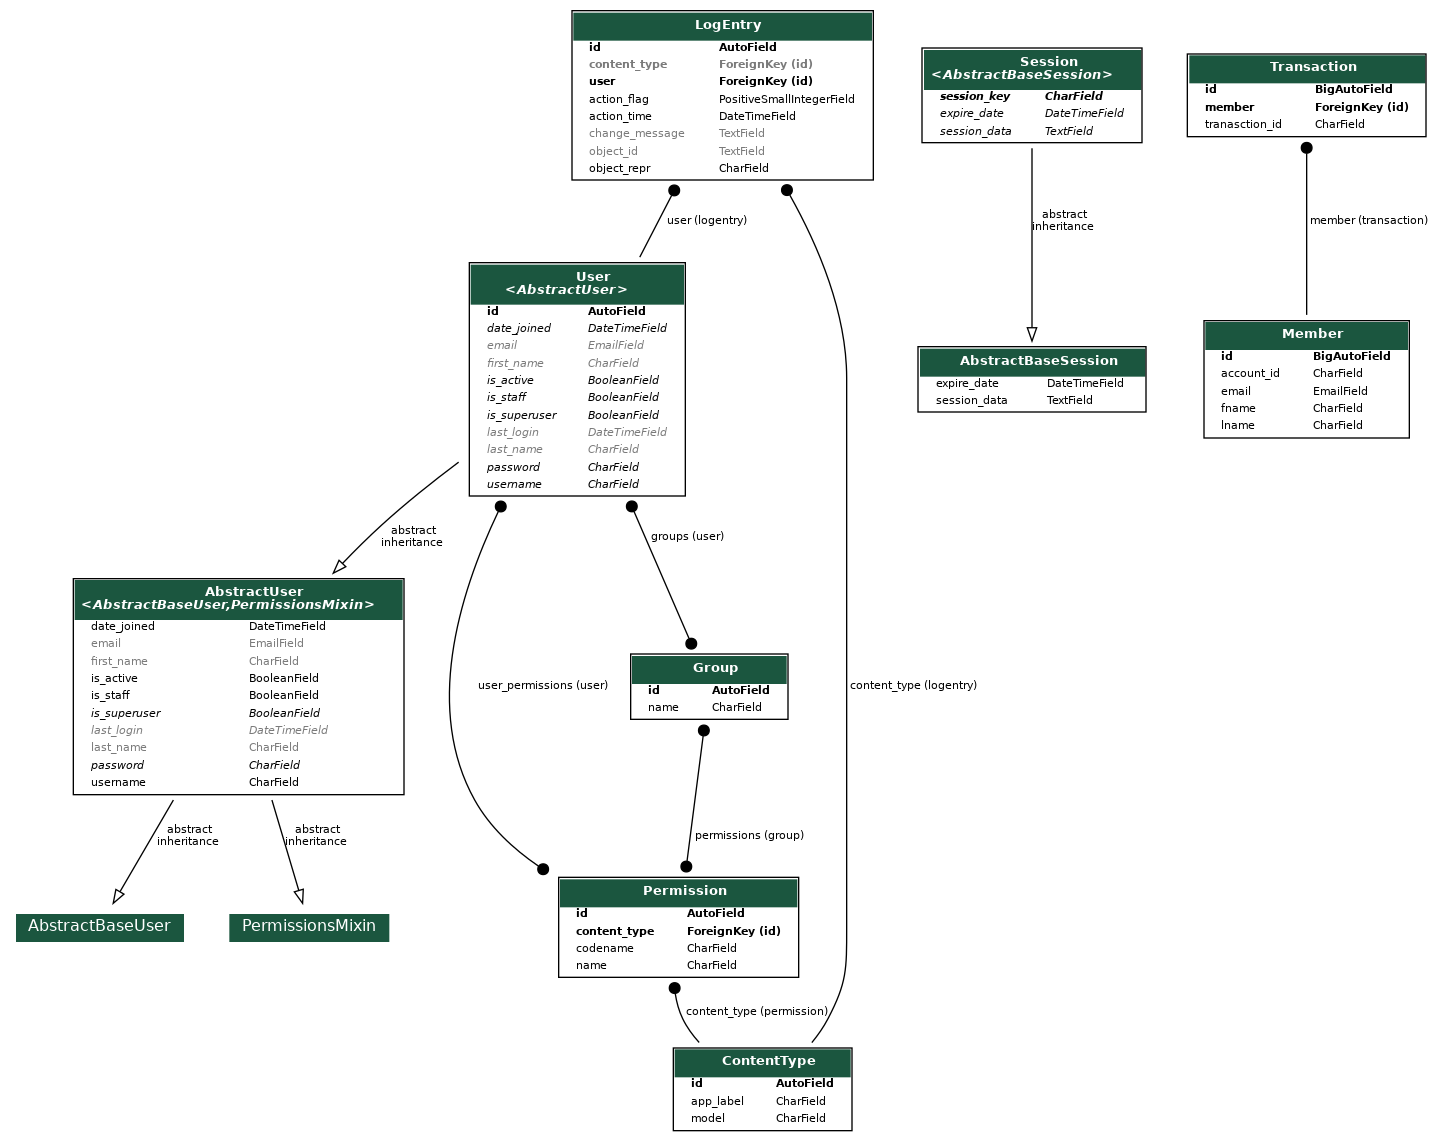 LogEntry
id AutoField
content_type ForeignKey (id)
user ForeignKey (id)
action_flag PositiveSmallIntegerField
action_time DateTimeField
change_message TextField
object_id TextField
object_repr CharField
Session
<AbstractBaseSession>
session_key CharField
expire_date DateTimeField
session_data TextField
Transaction
id BigAutoField
member ForeignKey (id)
tranasction_id CharField
user (logentry)
abstract
inheritance
member (transaction)
User
<AbstractUser>
id AutoField
date_joined DateTimeField
email EmailField
first_name CharField
is_active BooleanField
is_staff BooleanField
is_superuser BooleanField
last_login DateTimeField
last_name CharField
password CharField
username CharField
AbstractBaseSession
expire_date DateTimeField
session_data TextField
Member
id BigAutoField
account_id CharField
email EmailField
fname CharField
lname CharField
abstract
inheritance
groups (user)
AbstractUser
<AbstractBaseUser,PermissionsMixin>
date_joined DateTimeField
email EmailField
first_name CharField
is_active BooleanField
is_staff BooleanField
is_superuser BooleanField
last_login DateTimeField
last_name CharField
password CharField
username CharField
user_permissions (user)
Group
id AutoField
name CharField
content_type (logentry)
abstract
inheritance
abstract
inheritance
permissions (group)
AbstractBaseUser
PermissionsMixin
Permission
id AutoField
content_type ForeignKey (id)
codename CharField
name CharField
content_type (permission)
ContentType
id AutoField
app_label CharField
model CharField